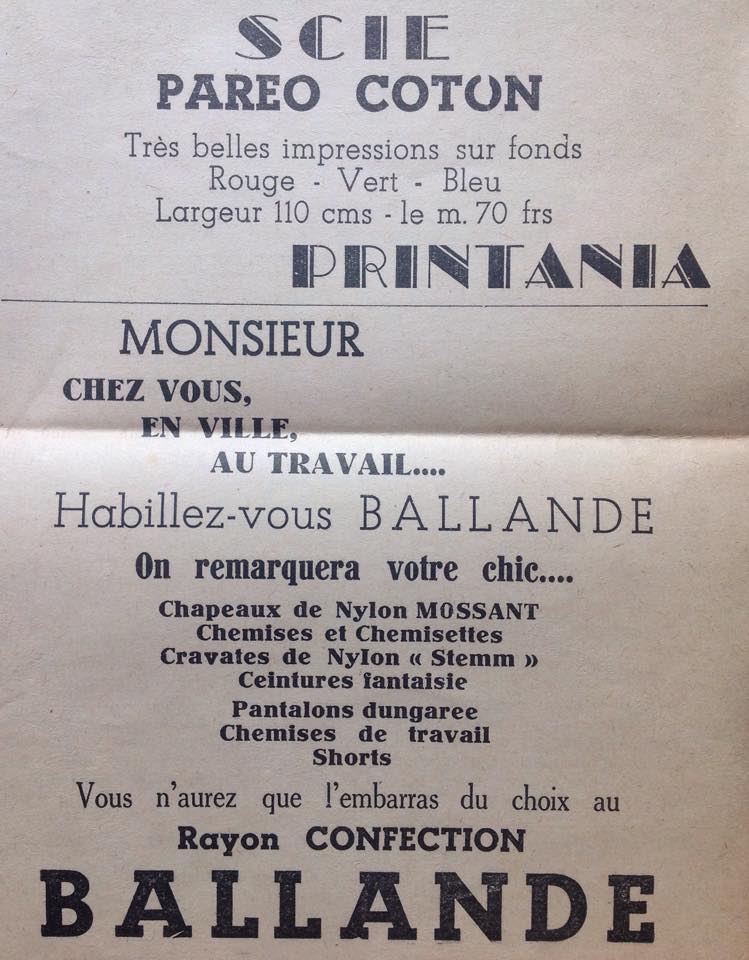 SCIE
PAREO COTON
Très belles impressions sur fonds
Rouge - Vert - Bleu
Largeur 110 cms - le m. 70 frs
PRINTANIA
MONSIEUR
CHEZ VOUS,
EN VILLE,
AU TRAVAIL....
Habillez-vous BALLANDE
On remarquera votre chic....
Chapeaux de Nylon MOSSANT
Chemises et Chemisettes
Cravates de Nylon « Stemm »
Ceintures fantaisie
Pantalons dungaree
Chemises de travail
Shorts
Vous n'aurez que l'embarras du choix au
Rayon CONFECTION
BALLANDE